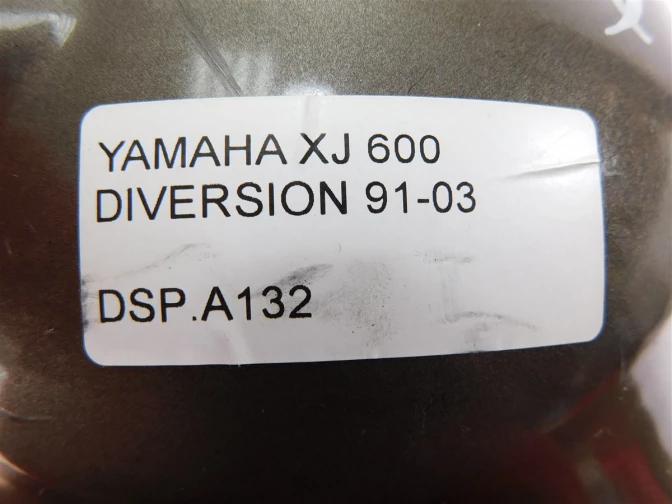 YAMAHA XJ 600
DIVERSION 91-03
DSP.A132